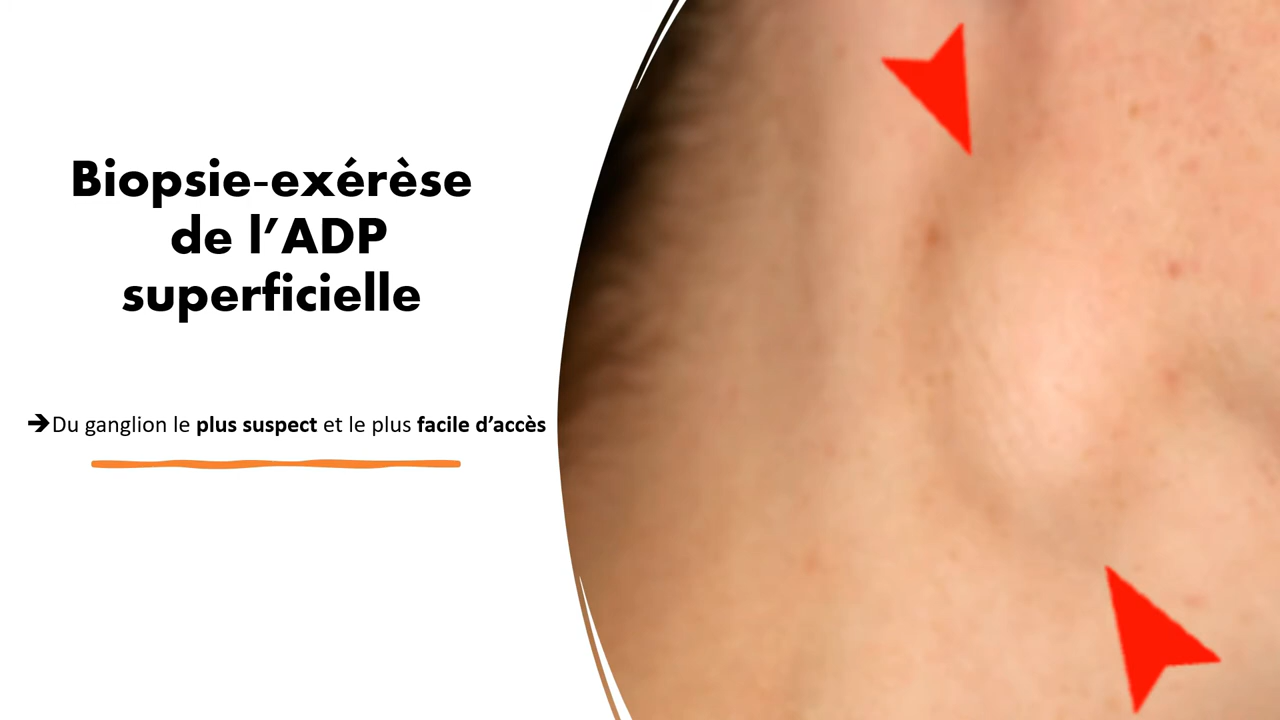 Biopsie-exérèse
de l’ADP
superficielle
➔Du ganglion le plus suspect et le plus facile d’accès